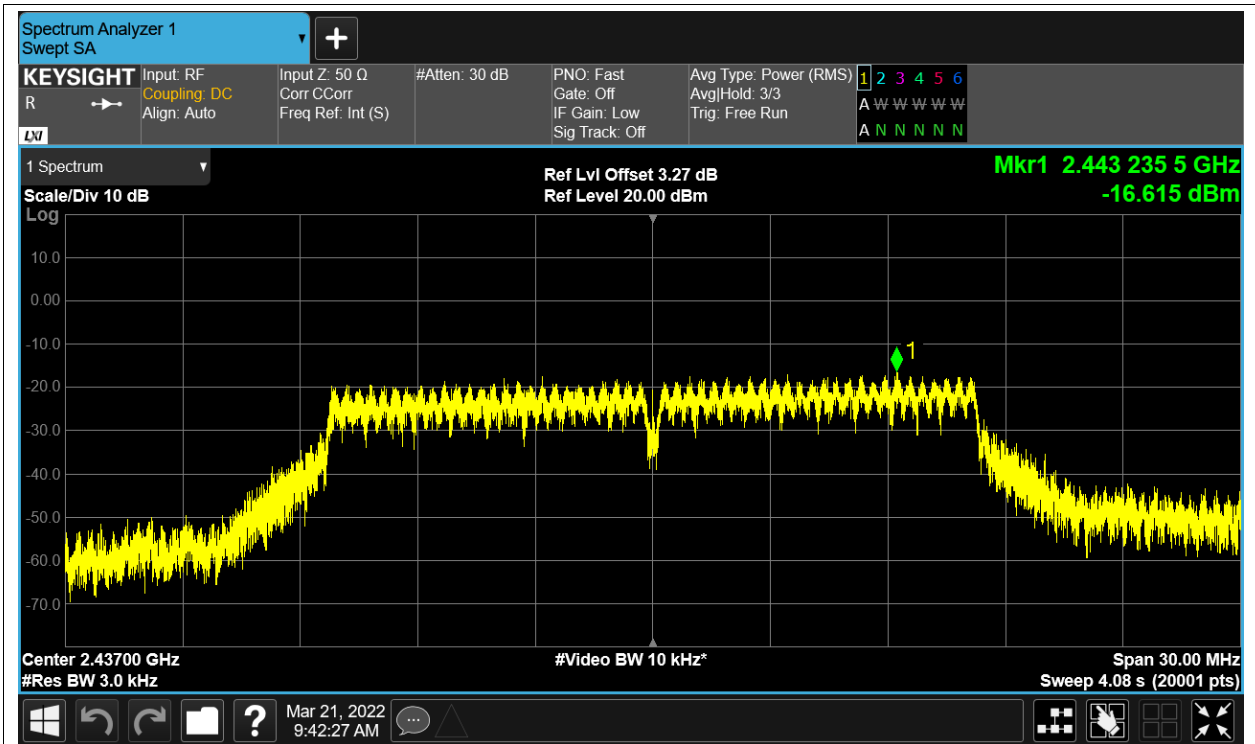 Spectrum Analyzer 1
Swept SA
KEYSIGHT
R
LXI
Input: RF
Coupling: DC
Align: Auto
Input Z: 50 Ω
Corr CCorr
Freq Ref: Int (S)
#Atten: 30 dB
PNO: Fast
Gate: Off
IF Gain: Low
Sig Track: Off
Avg Type: Power (RMS)
Avg|Hold: 3/3
Trig: Free Run
1 2 3 4 5 6
A W W W W W
A N N N N N
1 Spectrum
Scale/Div 10 dB
Log
Ref Lvl Offset 3.27 dB
Ref Level 20.00 dBm
Mkr1 2.443 235 5 GHz
-16.615 dBm
10.0
0.00
-10.0
-20.0
-30.0
-40.0
-50.0
-60.0
-70.0
1
Center 2.43700 GHz
#Res BW 3.0 kHz
#Video BW 10 kHz*
Span 30.00 MHz
Sweep 4.08 s (20001 pts)
?
Mar 21, 2022
9:42:27 AM